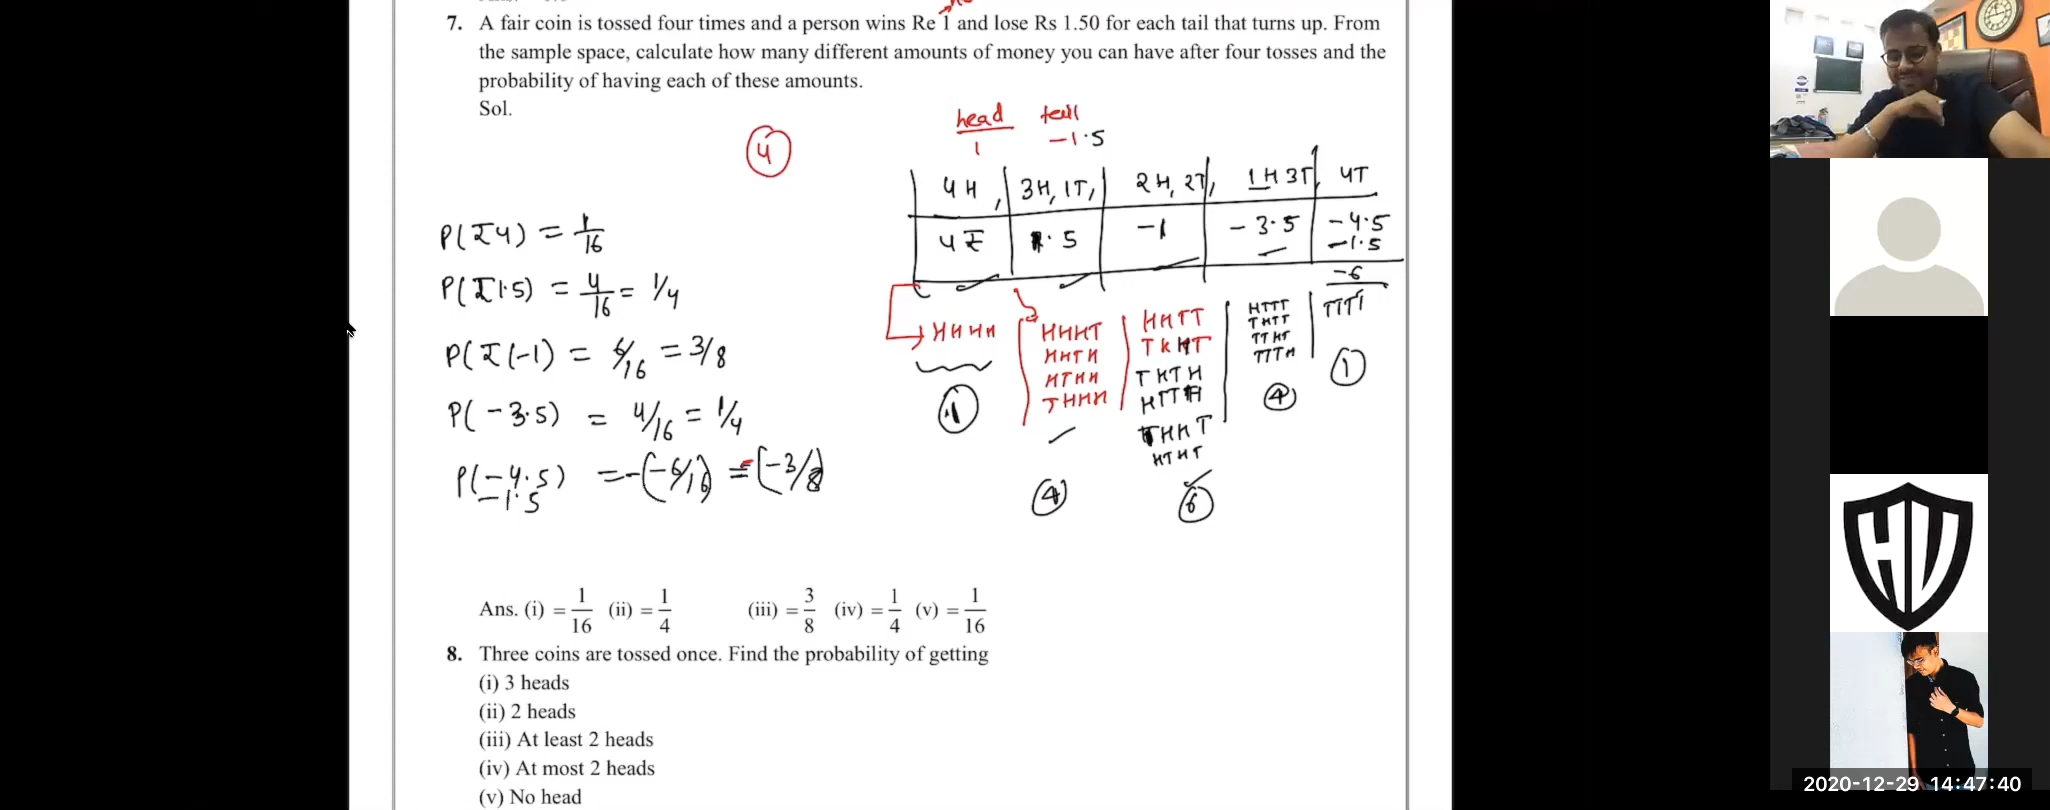 7. A fair coin is tossed four times and a person wins Re 1 and lose Rs 1.50 for each tail that turns up. From
the sample space, calculate how many different amounts of money you can have after four tosses and the
probability of having each of these amounts.
Sol.
head tail
1 -1.5
4
4H, 3H, 1T, 2H, 2T, 1H 3T, 4T
4₹ 1.5 -1 -3.5 -4.5
-1.5
-6
P(₹4) = 1/16
P(₹1.5) = 4/16 = 1/4
P(₹(-1) = 6/16 = 3/8
P(-3.5) = 4/16 = 1/4
P(-4.5) = -(-6/16) = (-3/8)
-1.5
HHHH
1
HHHT
HHTH
HTHH
THHH
4
HHTT
THHT
THTH
HTTH
THHT
HTHT
6
HTTT
THTT
TTHT
TTTH
4
TTTT
1
Ans. (i) = 1/16 (ii) = 1/4 (iii) = 3/8 (iv) = 1/4 (v) = 1/16
8. Three coins are tossed once. Find the probability of getting
(i) 3 heads
(ii) 2 heads
(iii) At least 2 heads
(iv) At most 2 heads
(v) No head
2020-12-29 14:47:40